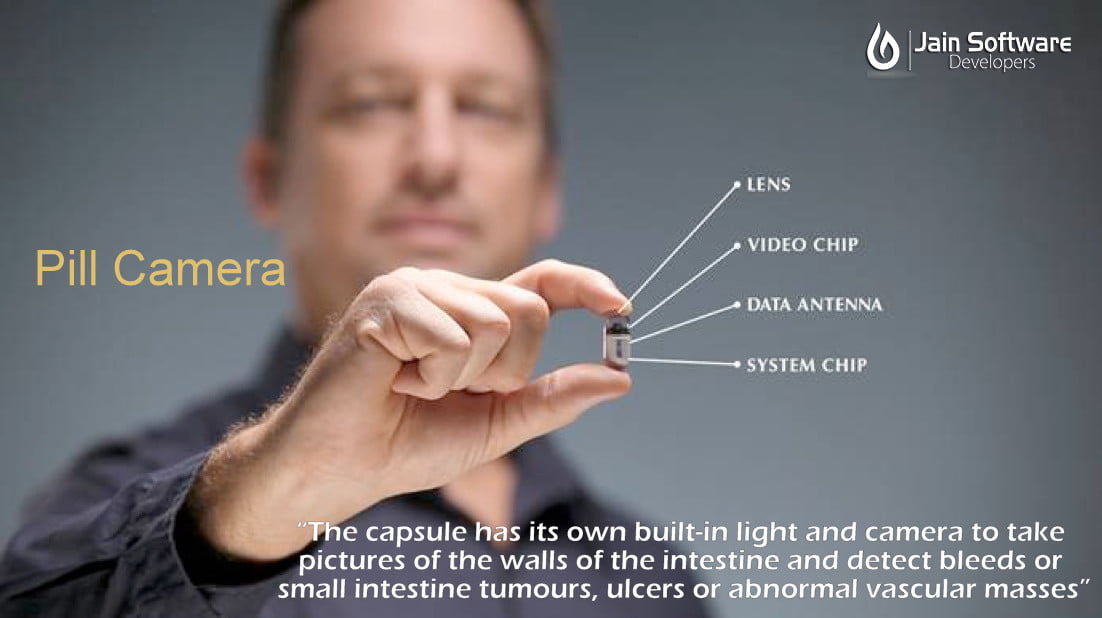 Jain Software
Developers
LENS
VIDEO CHIP
Pill Camera
DATA ANTENNA
SYSTEM CHIP
“The capsule has its own built-in light and camera to take
pictures of the walls of the intestine and detect bleeds or
small intestine tumours, ulcers or abnormal vascular masses”